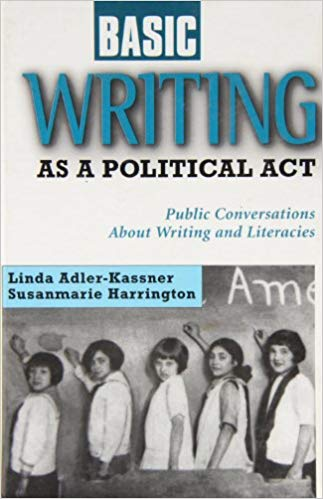 BASIC
WRITING
AS A POLITICAL ACT
Public Conversations
About Writing and Literacies
Linda Adler-Kassner
Susanmarie Harrington
Ame